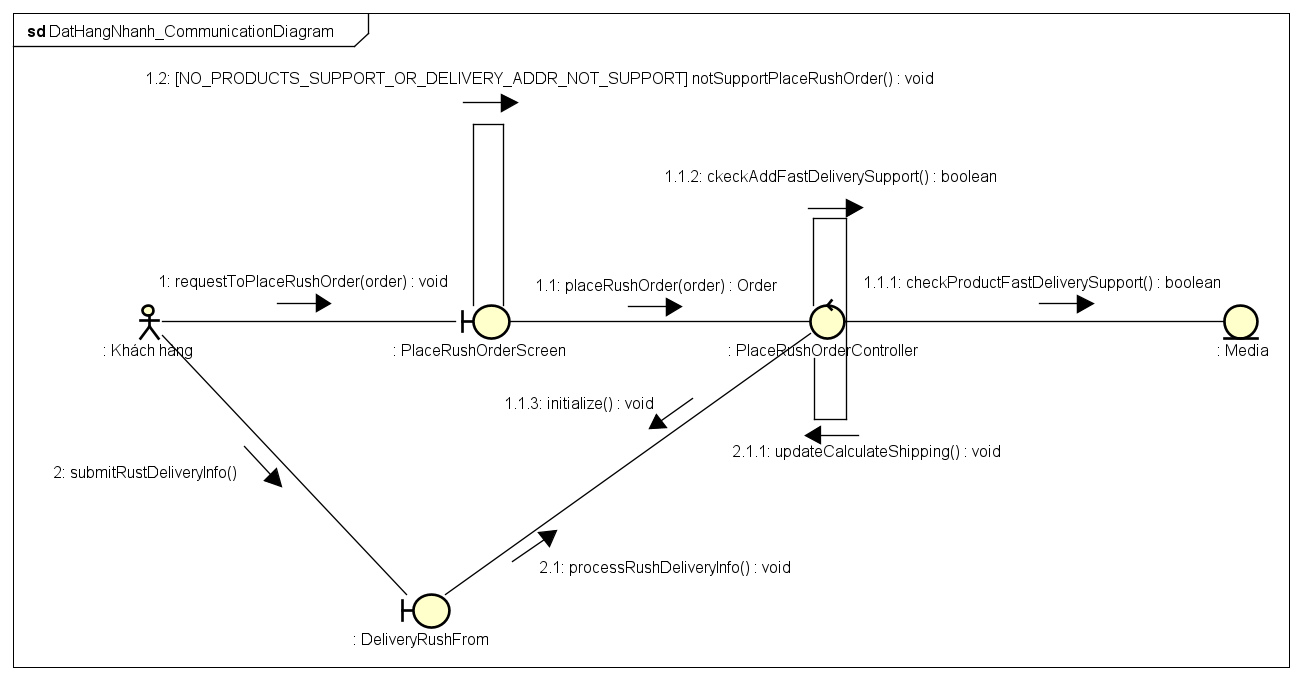 sd DatHangNhanh_CommunicationDiagram
1.2: [NO_PRODUCTS_SUPPORT_OR_DELIVERY_ADDR_NOT_SUPPORT] notSupportPlaceRushOrder() : void
1.1.2: ckeckAddFastDeliverySupport() : boolean
1: requestToPlaceRushOrder(order) : void
1.1: placeRushOrder(order) : Order
1.1.1: checkProductFastDeliverySupport() : boolean
: Khách hàng
: PlaceRushOrderScreen
: PlaceRushOrderController
: Media
1.1.3: initialize() : void
2.1.1: updateCalculateShipping() : void
2: submitRustDeliveryInfo()
2.1: processRushDeliveryInfo() : void
: DeliveryRushFrom